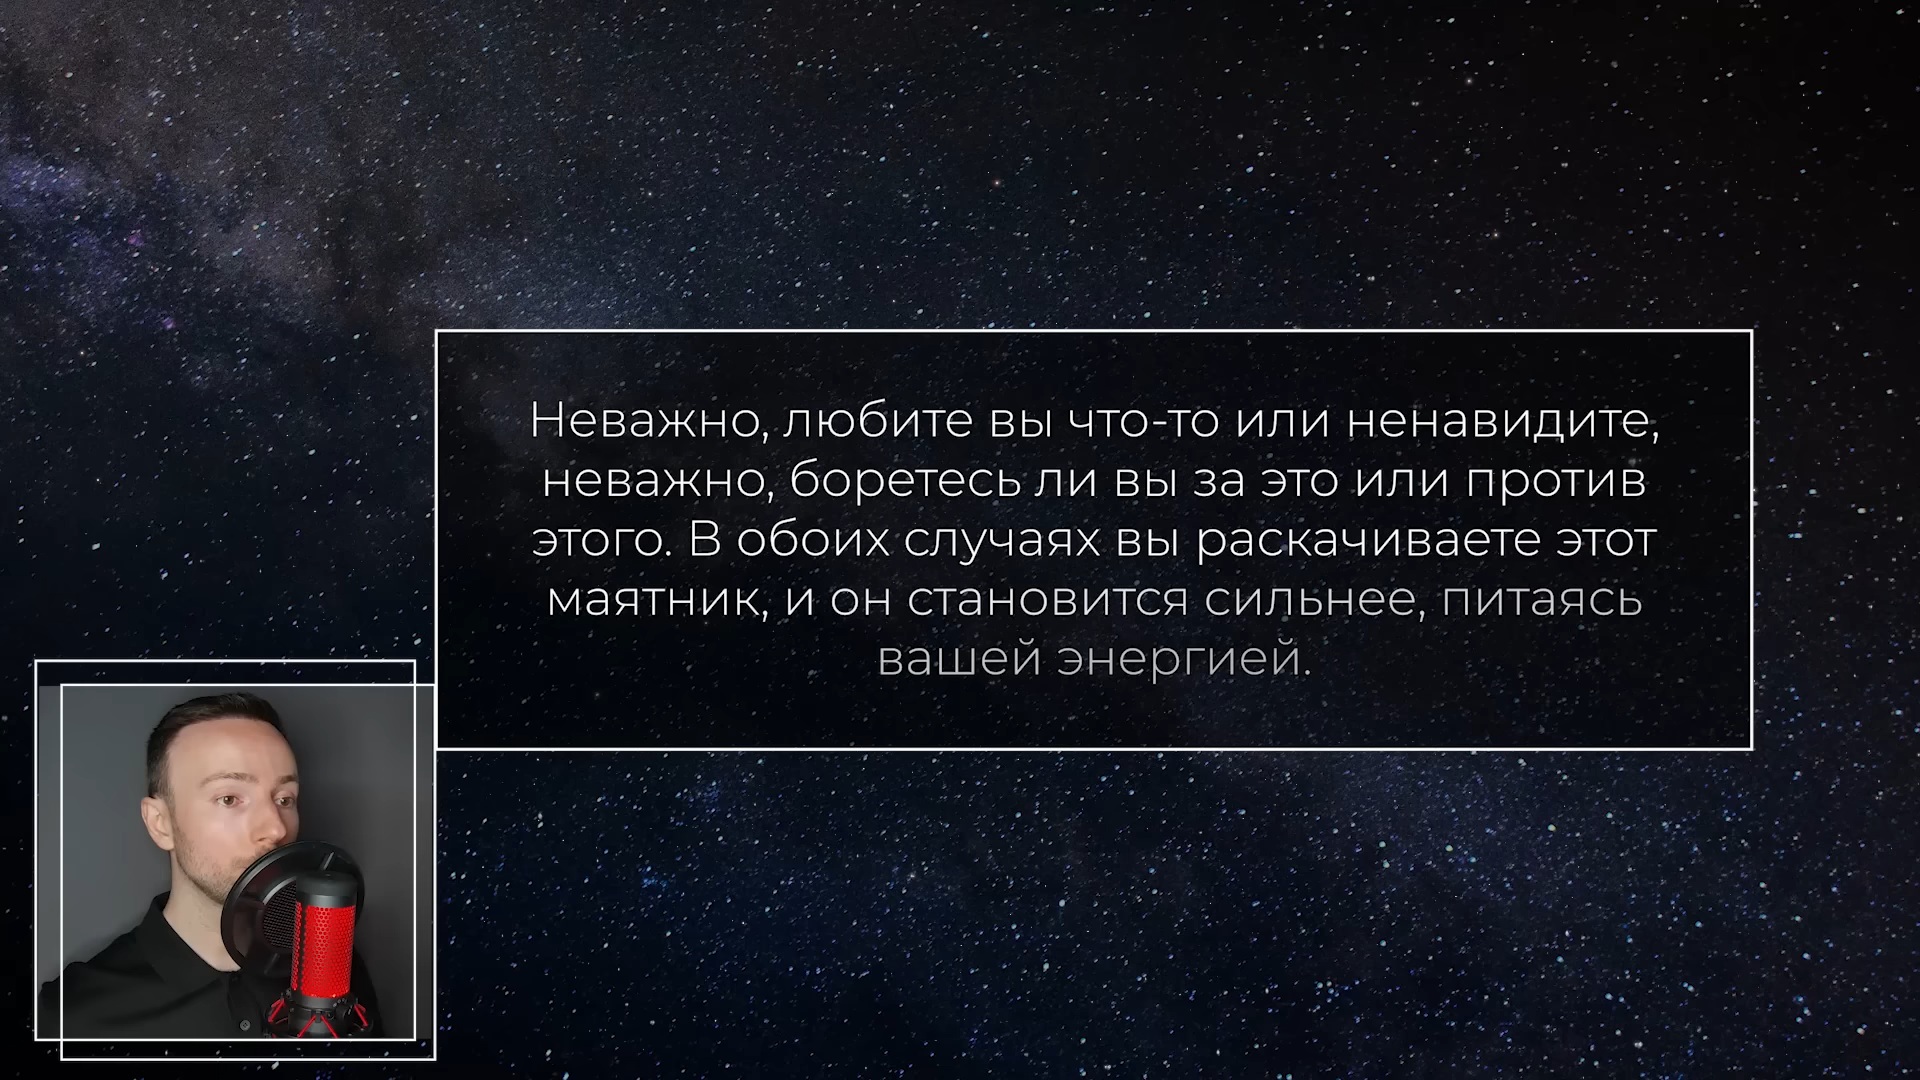 Неважно, любите вы что-то или ненавидите,
неважно, боретесь ли вы за это или против
этого. В обоих случаях вы раскачиваете этот
маятник, и он становится сильнее, питаясь
вашей энергией.